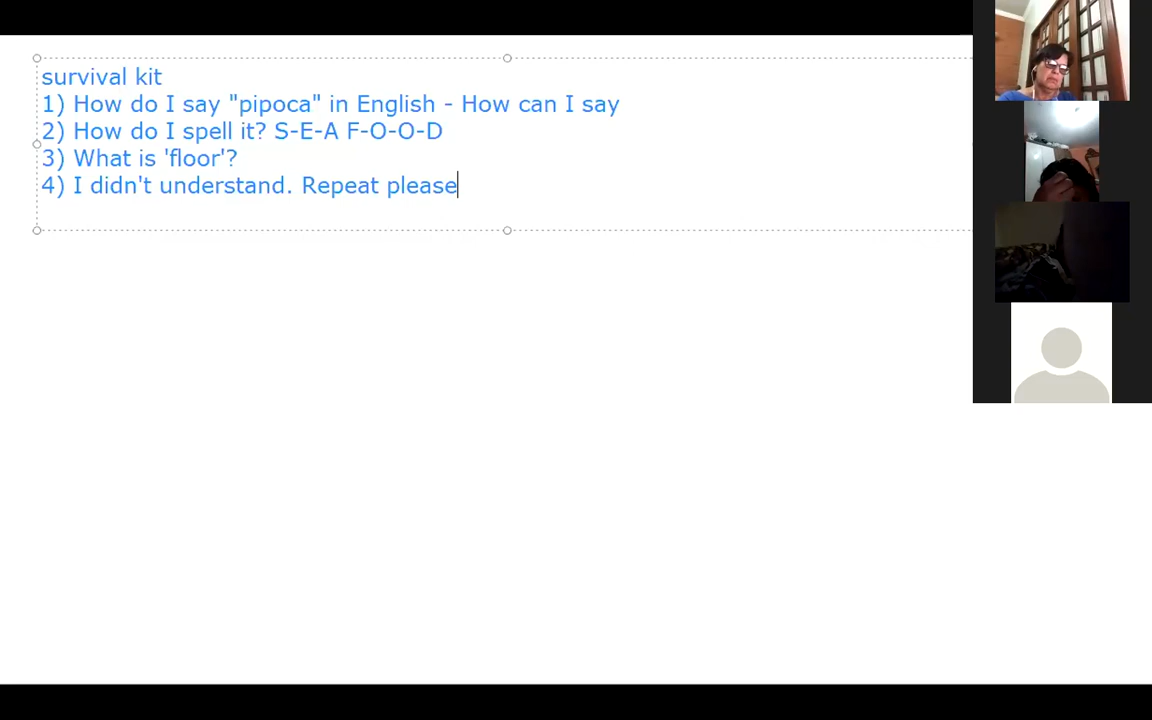 survival kit
1) How do I say "pipoca" in English - How can I say
2) How do I spell it? S-E-A F-O-O-D
3) What is 'floor'?
4) I didn't understand. Repeat please